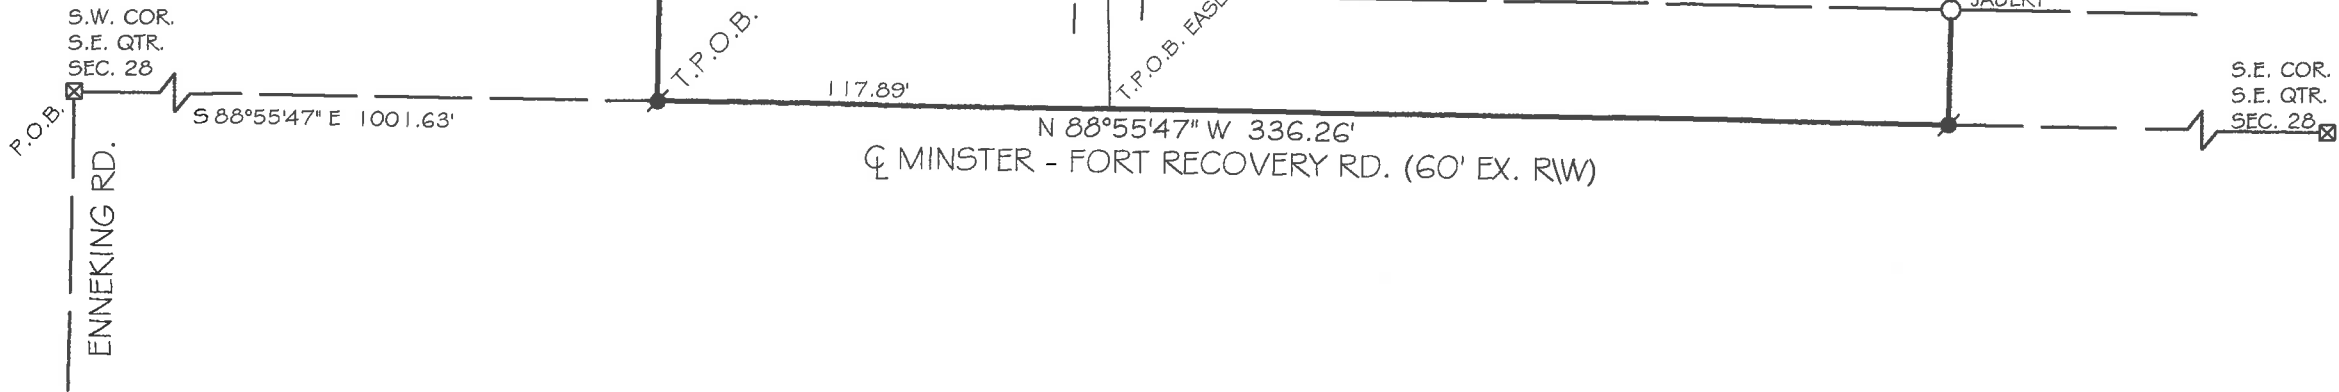 S.W. COR.
S.E. QTR.
SEC. 28
P.O.B.
S 88°55'47" E 1001.63'
T.P.O.B.
117.89'
T.P.O.B.
N 88°55'47" W 336.26'
℄ MINSTER - FORT RECOVERY RD. (60' EX. R\W)
S.E. COR.
S.E. QTR.
SEC. 28
ENNEKING RD.